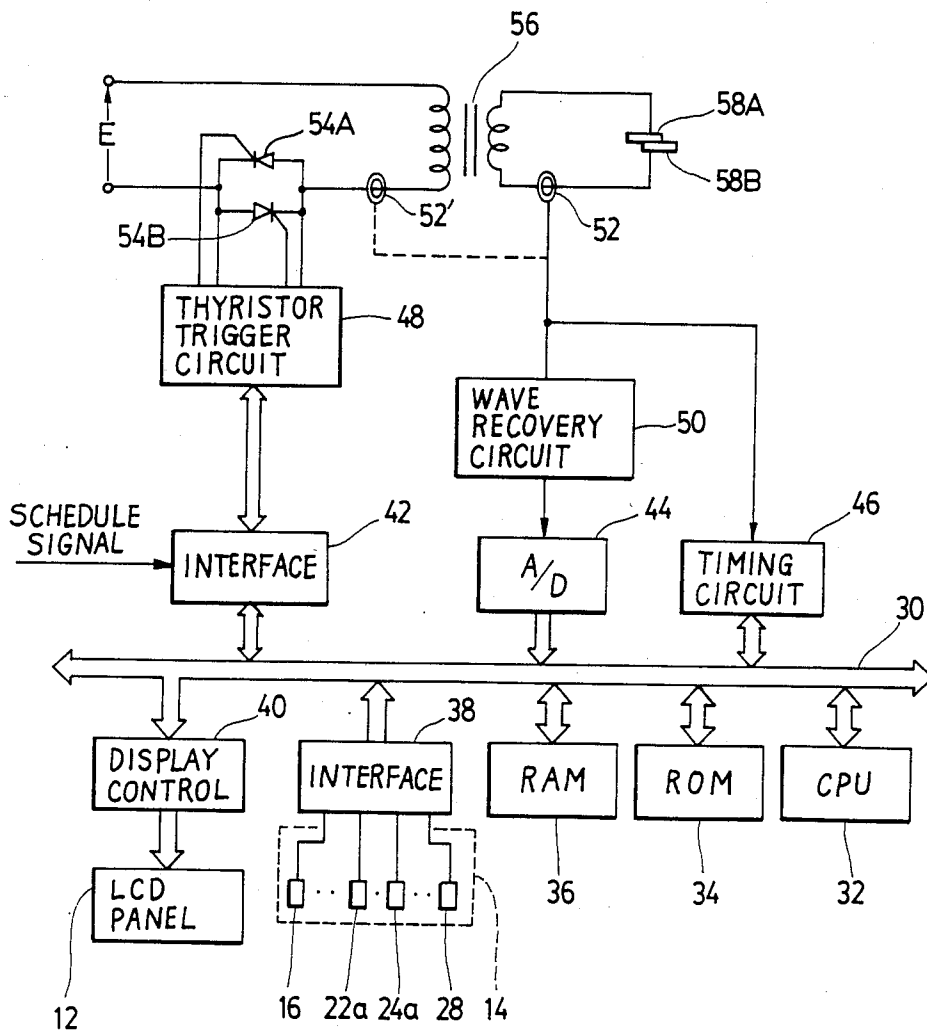 56
58A
54A
E
58B
52'
52
54B
THYRISTOR
TRIGGER
CIRCUIT
48
WAVE
RECOVERY
CIRCUIT
50
SCHEDULE
SIGNAL
42
44
46
INTERFACE
A/D
TIMING
CIRCUIT
30
40
38
DISPLAY
CONTROL
INTERFACE
RAM
ROM
CPU
36
34
32
LCD
PANEL
12
16
22a
24a
28
14